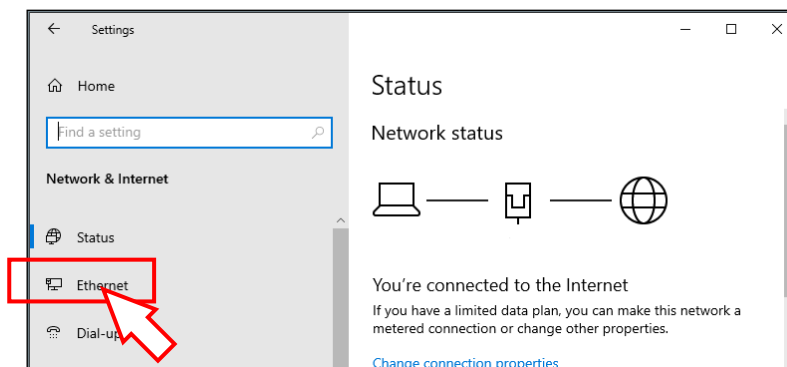 Settings
Home
Find a setting
Network & Internet
Status
Ethernet
Dial-up
Status
Network status
You're connected to the Internet
If you have a limited data plan, you can make this network a
metered connection or change other properties.
Change connection properties